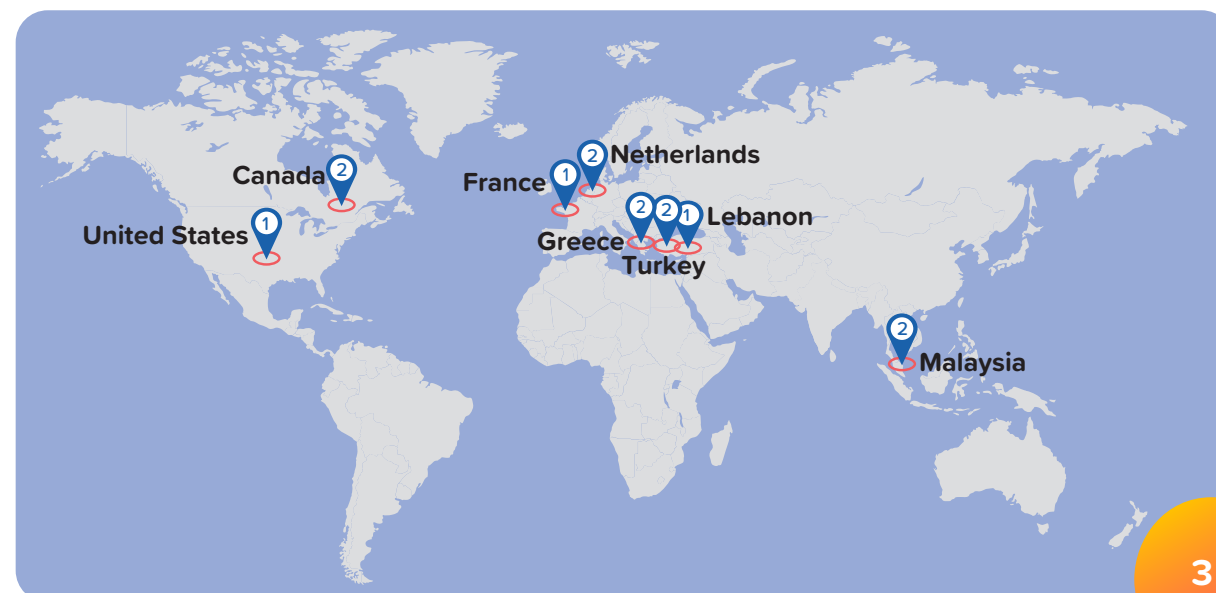 2
Netherlands
Canada
2
France
1
United States
1
2
2
1
Lebanon
Greece
Turkey
2
Malaysia
3